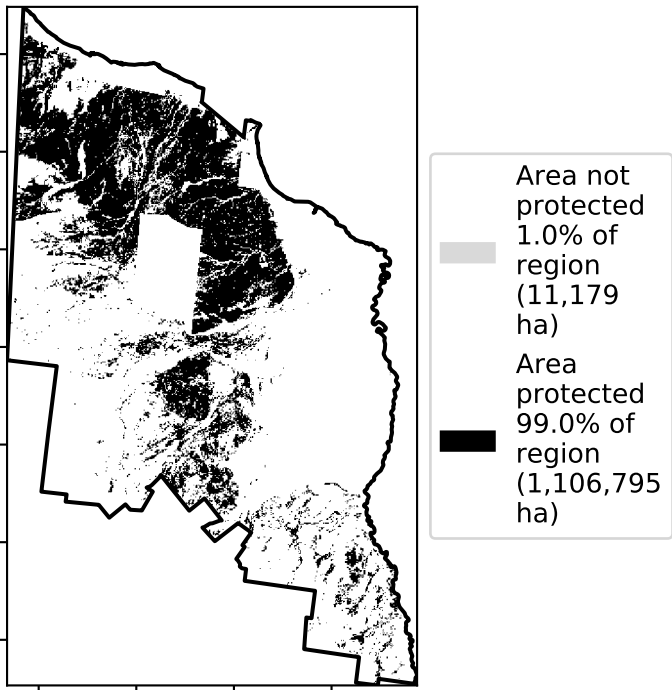 Area not
protected
1.0% of
region
(11,179
ha)
Area
protected
99.0% of
region
(1,106,795
ha)